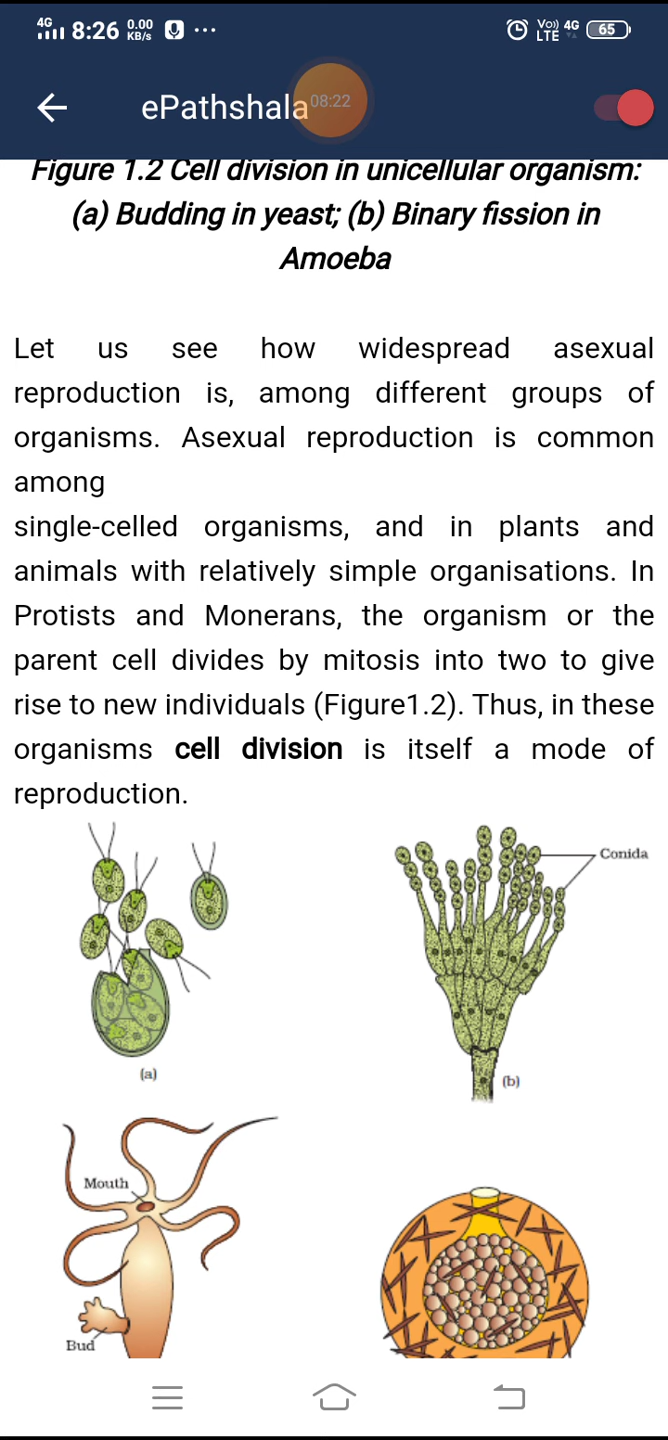 4G 8:26 0.00 KB/s ... Vo)) LTE 4G 65
ePathshala 08:22
Figure 1.2 Cell division in unicellular organism:
(a) Budding in yeast; (b) Binary fission in
Amoeba
Let us see how widespread asexual
reproduction is, among different groups of
organisms. Asexual reproduction is common
among
single-celled organisms, and in plants and
animals with relatively simple organisations. In
Protists and Monerans, the organism or the
parent cell divides by mitosis into two to give
rise to new individuals (Figure1.2). Thus, in these
organisms cell division is itself a mode of
reproduction.
Conida
(a)
(b)
Mouth
Bud